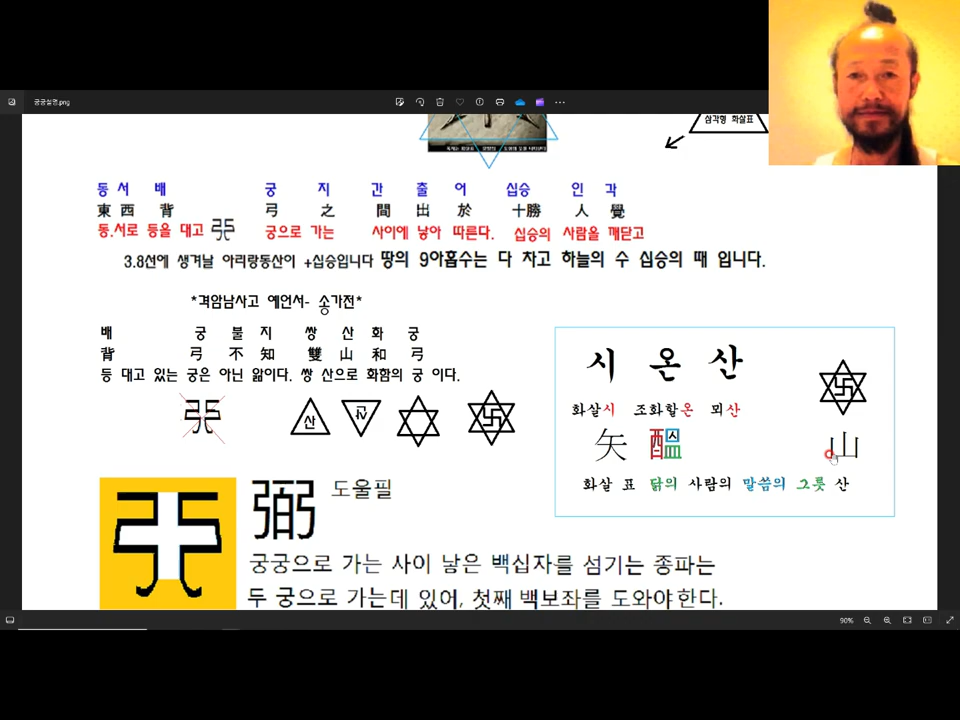 궁궁설명.png
삼각형 화살표
동 서 배 궁 지 간 출 어 십승 인 각
東 西 背 弓 之 間 出 於 十勝 人 覺
동.서로 등을 대고 궁으로 가는 사이에 낳아 따른다. 십승의 사람을 깨닫고
3.8선에 생겨날 아리랑동산이 +십승입니다 땅의 9아홉수는 다 차고 하늘의 수 십승의 때 입니다.
*격암남사고 예언서- 송가전*
배 궁 불 지 쌍 산 화 궁
背 弓 不 知 雙 山 和 弓
등 대고 있는 궁은 아닌 앎이다. 쌍 산으로 화함의 궁 이다.
산
시 온 산
화살시 조화할온 뫼산
矢 醞 山
화살 표 닭의 사람의 말씀의 그릇 산
弼 도울필
궁궁으로 가는 사이 낳은 백십자를 섬기는 종파는
두 궁으로 가는데 있어, 첫째 백보좌를 도와야한다.
90%